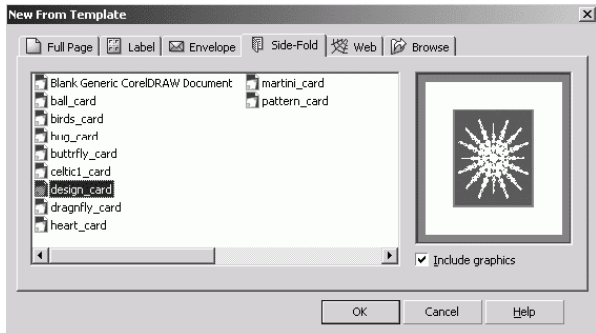 New From Template
Full Page Label Envelope Side-Fold Web Browse
Blank Generic CorelDRAW Document martini_card
ball_card pattern_card
birds_card
bug_card
buttrfly_card
celtic1_card
design_card
dragnfly_card
heart_card
Include graphics
OK Cancel Help